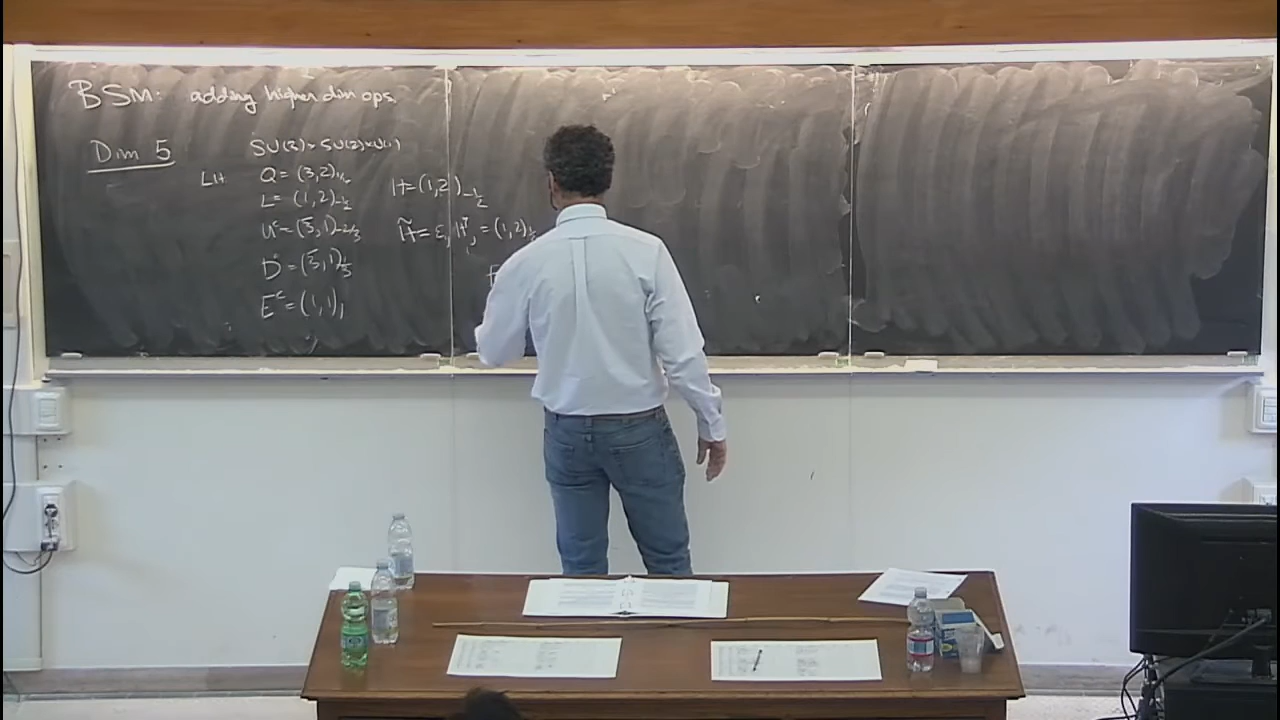 BSM: adding higher dim ops.
Dim 5
SU(3) × SU(2) × U(1)
LH
Q = (3,2)1/6
L = (1,2)-1/2
U^c = (3̄,1)-2/3
D^c = (3̄,1)1/3
E^c = (1,1)1
H = (1,2)-1/2
H̃ = ε H† = (1,2)